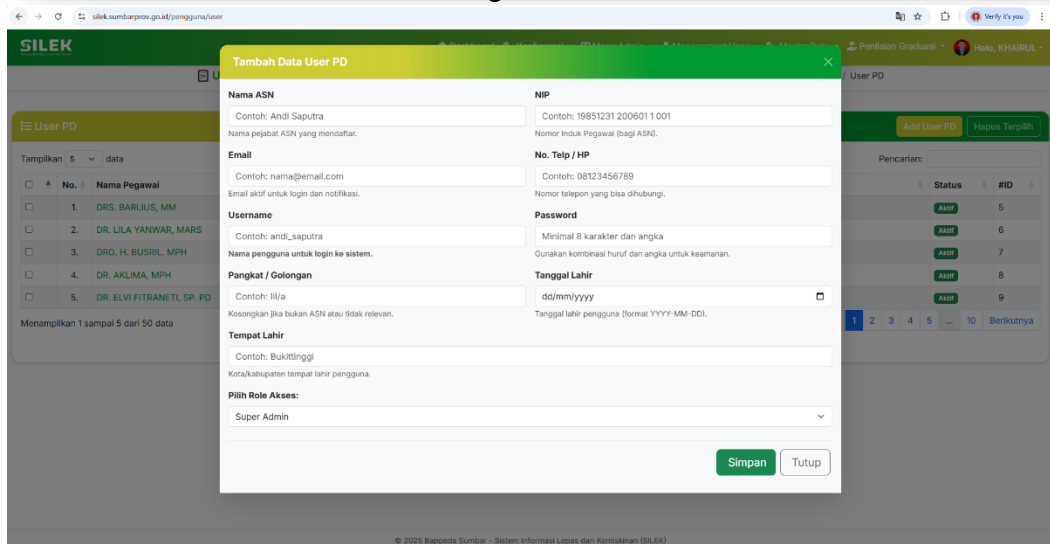 silek.sumbarprov.go.id/pengguna/user
Verify it's you
SILEK
Dashboard
Menu Admin
Management User
Master Data
Penilaian Graduasi
Halo, KHAIRUL
U
/ User PD
Tambah Data User PD
User PD
Add User PD
Hapus Terpilih
Tampilkan 5 data
Pencarian:
No. Nama Pegawai Status #ID
1. DRS. BARLIUS, MM Aktif 5
2. DR. LILA YANWAR, MARS Aktif 6
3. DRG. H. BUSRIL. MPH Aktif 7
4. DR. AKLIMA, MPH Aktif 8
5. DR. ELVI FITRANETI, SP. PD Aktif 9
Menampilkan 1 sampai 5 dari 50 data
1 2 3 4 5 ... 10 Berikutnya
Nama ASN
Contoh: Andi Saputra
Nama pejabat ASN yang mendaftar.
NIP
Contoh: 19851231 200601 1 001
Nomor Induk Pegawai (bagi ASN).
Email
Contoh: nama@email.com
Email aktif untuk login dan notifikasi.
No. Telp / HP
Contoh: 08123456789
Nomor telepon yang bisa dihubungi.
Username
Contoh: andi_saputra
Nama pengguna untuk login ke sistem.
Password
Minimal 8 karakter dan angka
Gunakan kombinasi huruf dan angka untuk keamanan.
Pangkat / Golongan
Contoh: III/a
Kosongkan jika bukan ASN atau tidak relevan.
Tanggal Lahir
dd/mm/yyyy
Tanggal lahir pengguna (format YYYY-MM-DD).
Tempat Lahir
Contoh: Bukittinggi
Kota/kabupaten tempat lahir pengguna.
Pilih Role Akses:
Super Admin
Simpan
Tutup
© 2025 Bappeda Sumbar - Sistem Informasi Lepas dari Kemiskinan (SILEK)